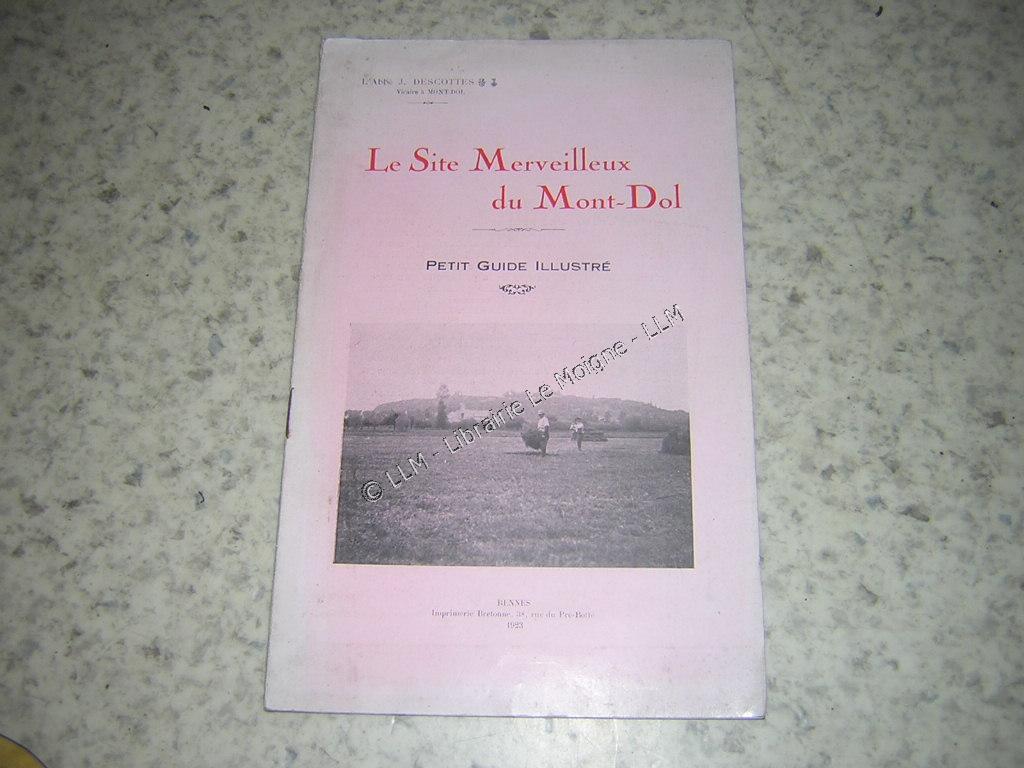 L'Abbé J. DESCOTTES
Vicaire à MONT-DOL
Le Site Merveilleux
du Mont-Dol
PETIT GUIDE ILLUSTRÉ
© LLM - Librairie Le Moigne - LLM
RENNES
Imprimerie Bretonne, 38, rue du Pré-Botté
1923